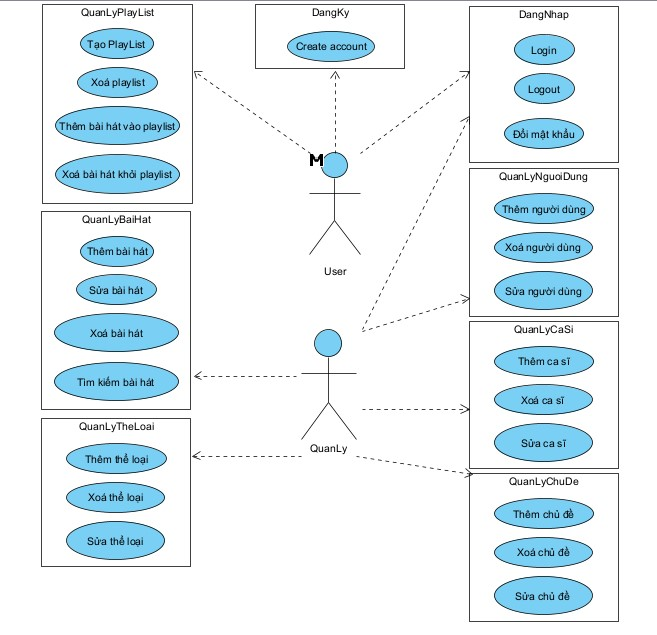 QuanLyPlayList
Tạo PlayList
Xoá playlist
Thêm bài hát vào playlist
Xoá bài hát khỏi playlist
DangKy
Create account
DangNhap
Login
Logout
Đổi mật khẩu
M
User
QuanLyNguoiDung
Thêm người dùng
Xoá người dùng
Sửa người dùng
QuanLyBaiHat
Thêm bài hát
Sửa bài hát
Xoá bài hát
Tìm kiếm bài hát
QuanLyCaSi
Thêm ca sĩ
Xoá ca sĩ
Sửa ca sĩ
QuanLy
QuanLyTheLoai
Thêm thể loại
Xoá thể loại
Sửa thể loại
QuanLyChuDe
Thêm chủ đề
Xoá chủ đề
Sửa chủ đề